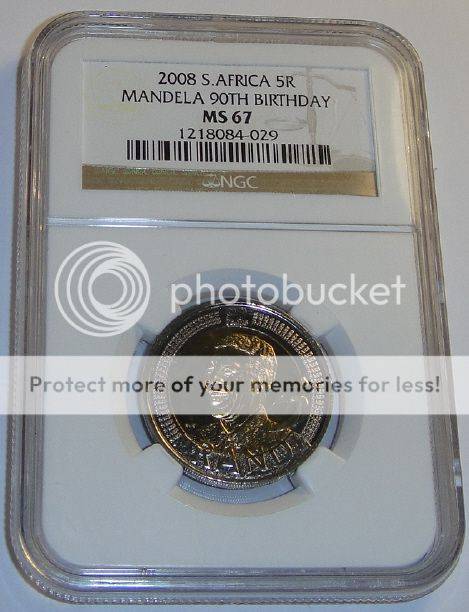 2008 S.AFRICA 5R
MANDELA 90TH BIRTHDAY
MS 67
1218084-029
NGC
photobucket
Protect more of your memories for less!